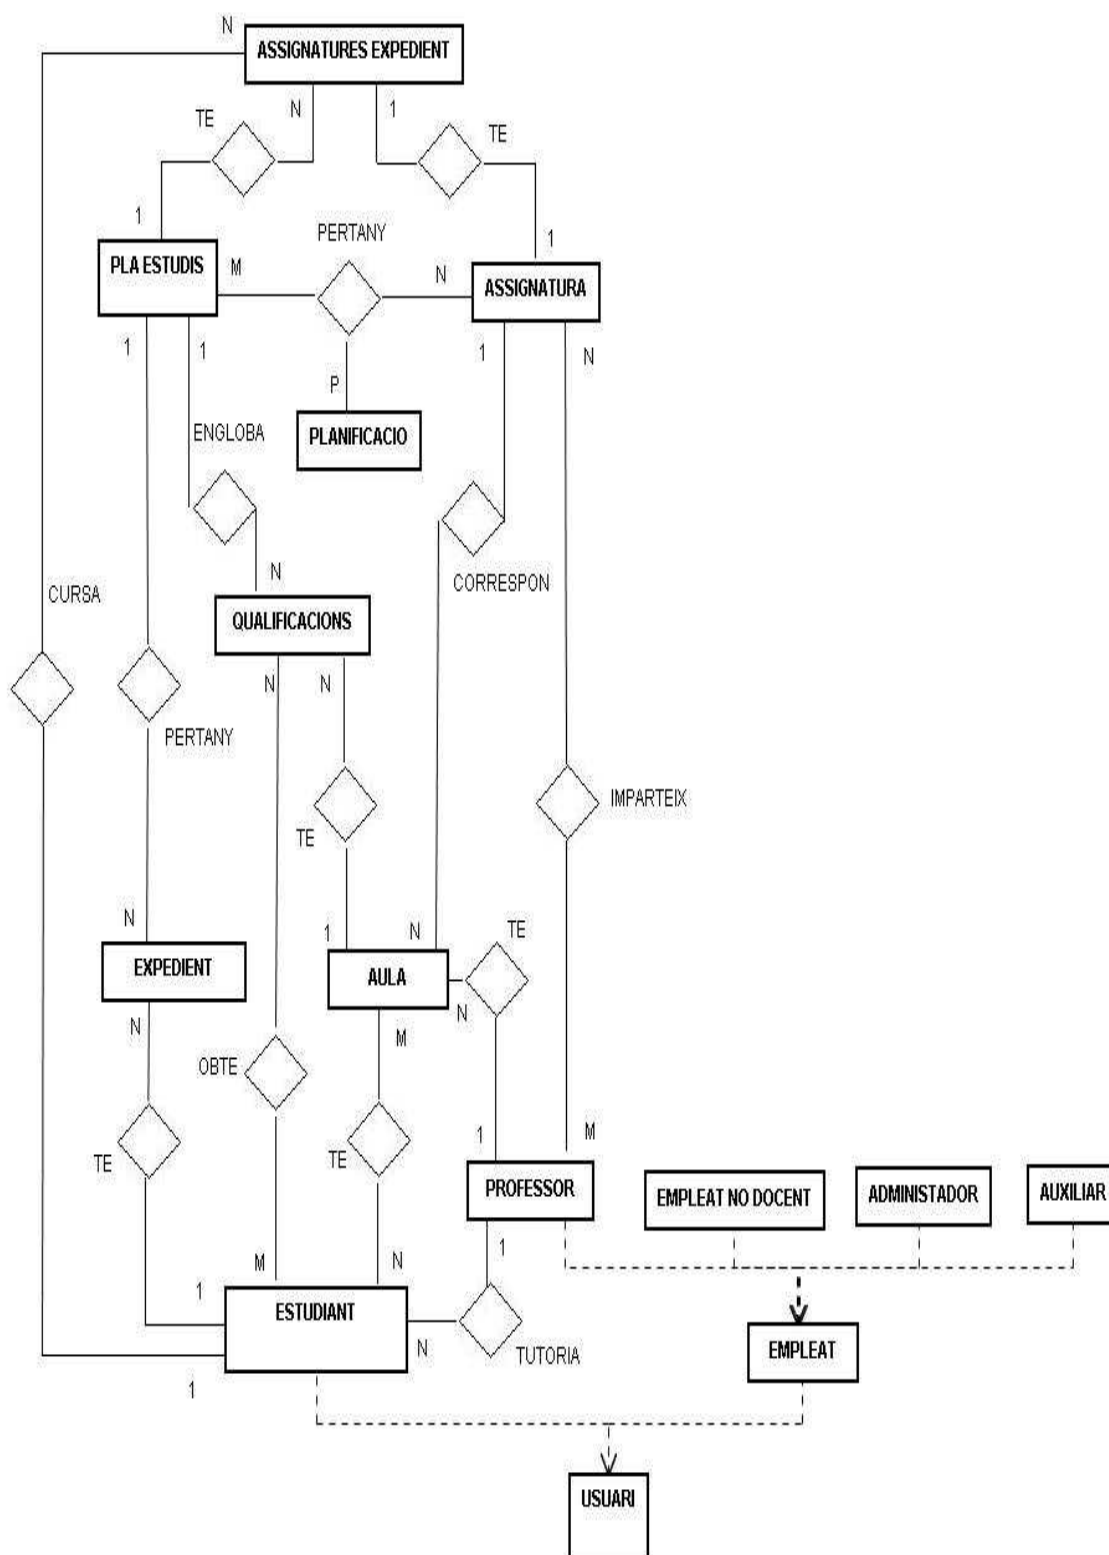 N
ASSIGNATURES EXPEDIENT
TE
N
1
TE
1
PERTANY
1
PLA ESTUDIS
M
N
ASSIGNATURA
1
1
P
1
N
ENGLOBA
PLANIFICACIO
CURSA
N
CORRESPON
QUALIFICACIONS
N
N
PERTANY
TE
IMPARTEIX
N
1
N
TE
EXPEDIENT
AULA
N
N
M
OBTE
TE
TE
1
M
PROFESSOR
EMPLEAT NO DOCENT
ADMINISTADOR
AUXILIAR
1
M
N
1
ESTUDIANT
N
TUTORIA
EMPLEAT
1
USUARI